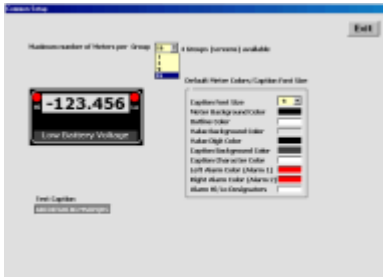 Common Setup
Exit
Maximum number of Meters per Group
Groups (screens) available
Default Meter Colors/Caption Font Size
-123.456
Low Battery Voltage
Caption Font Size
Meter Background Color
Outline Color
Value Background Color
Value Digit Color
Caption Background Color
Caption Character Color
Left Alarm Color (Alarm 1)
Right Alarm Color (Alarm 2)
Alarm Hi/Lo Designators
Text Caption